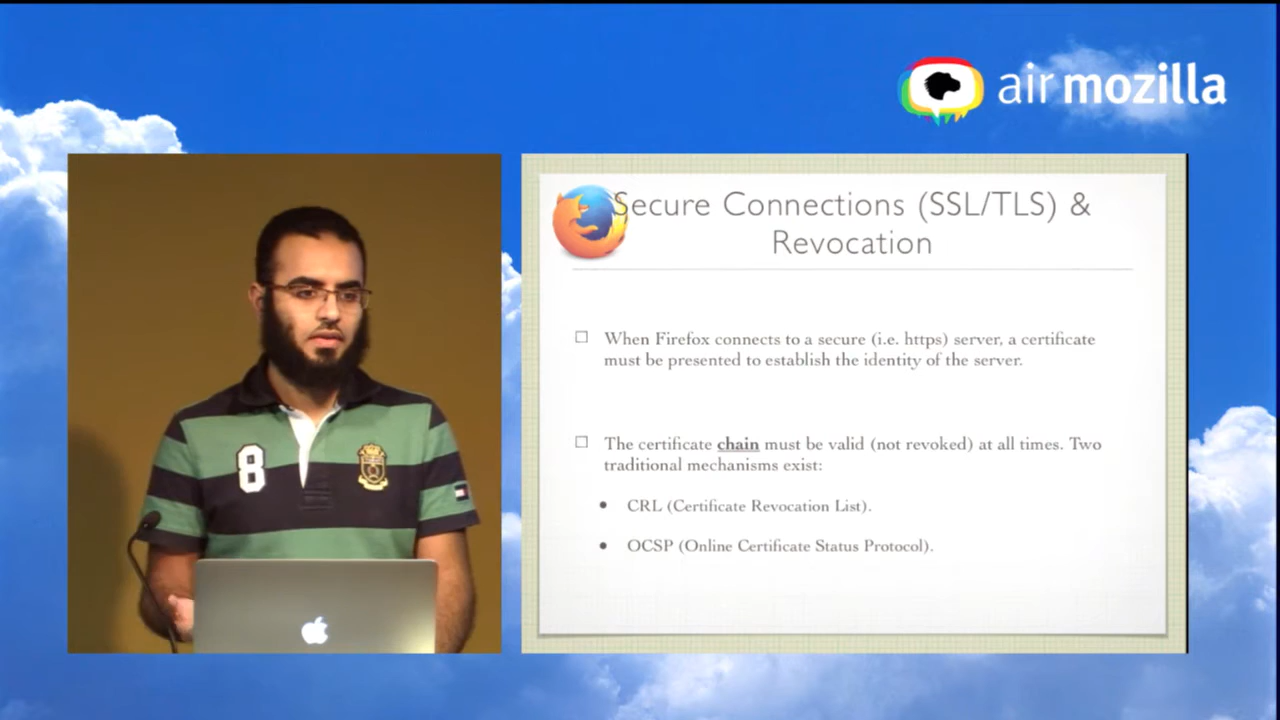 air mozilla
Secure Connections (SSL/TLS) &
Revocation
When Firefox connects to a secure (i.e. https) server, a certificate
must be presented to establish the identity of the server.
The certificate chain must be valid (not revoked) at all times. Two
traditional mechanisms exist:
CRL (Certificate Revocation List).
OCSP (Online Certificate Status Protocol).
8